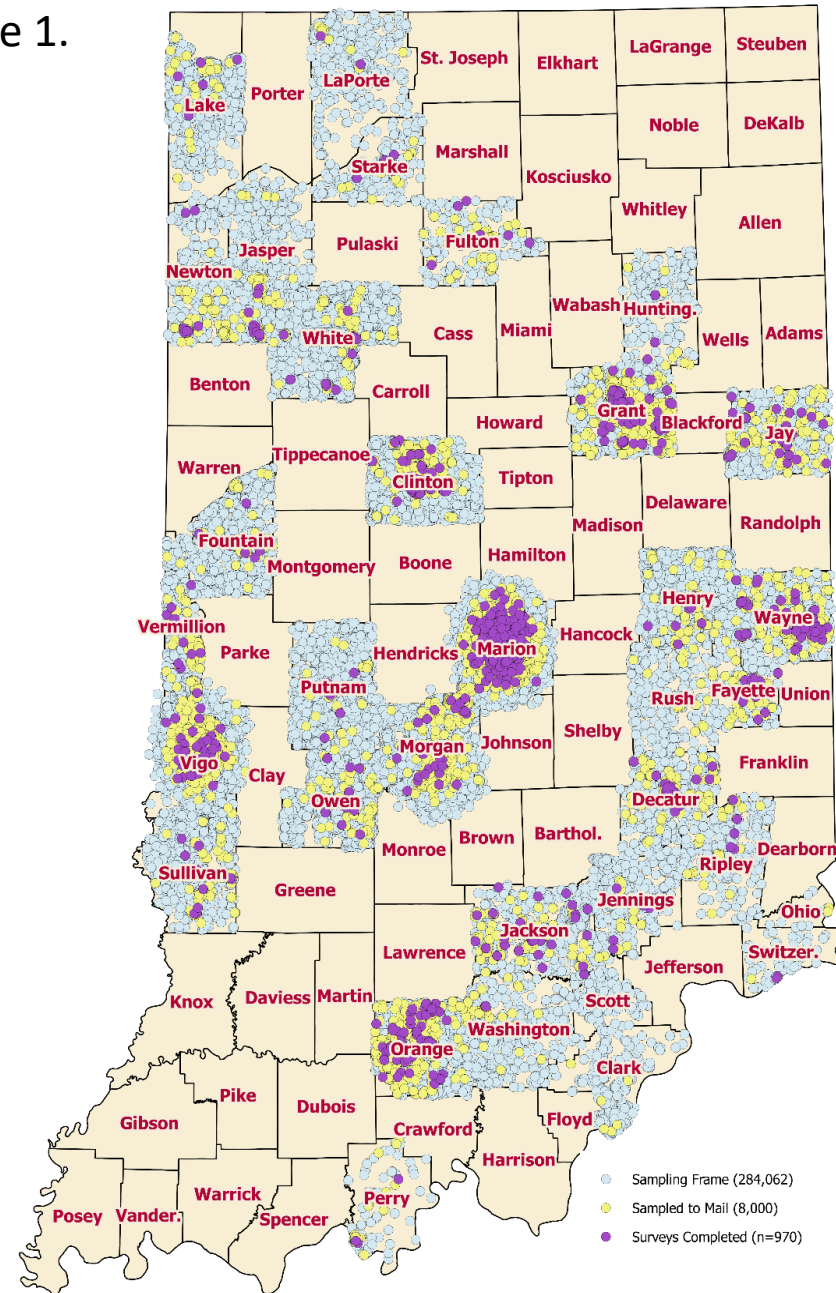 e 1.
LaGrange
Steuben
St. Joseph
Elkhart
LaPorte
Porter
Lake
Noble
DeKalb
Marshall
Starke
Kosciusko
Whitley
Allen
Fulton
Pulaski
Jasper
Newton
Wabash
Hunting.
Miami
Cass
White
Wells
Adams
Benton
Carroll
Grant
Howard
Blackford
Jay
Tippecanoe
Warren
Tipton
Clinton
Delaware
Madison
Randolph
Fountain
Hamilton
Boone
Montgomery
Henry
Wayne
Vermillion
Hancock
Marion
Parke
Hendricks
Putnam
Fayette
Union
Rush
Shelby
Johnson
Morgan
Vigo
Clay
Franklin
Owen
Decatur
Barthol.
Brown
Monroe
Dearborn
Ripley
Sullivan
Greene
Jennings
Ohio
Jackson
Lawrence
Switzer.
Jefferson
Knox
Daviess
Martin
Scott
Washington
Orange
Clark
Pike
Dubois
Gibson
Crawford
Floyd
Harrison
Warrick
Perry
Posey
Vander.
Spencer
Sampling Frame (284,062)
Sampled to Mail (8,000)
Surveys Completed (n=970)